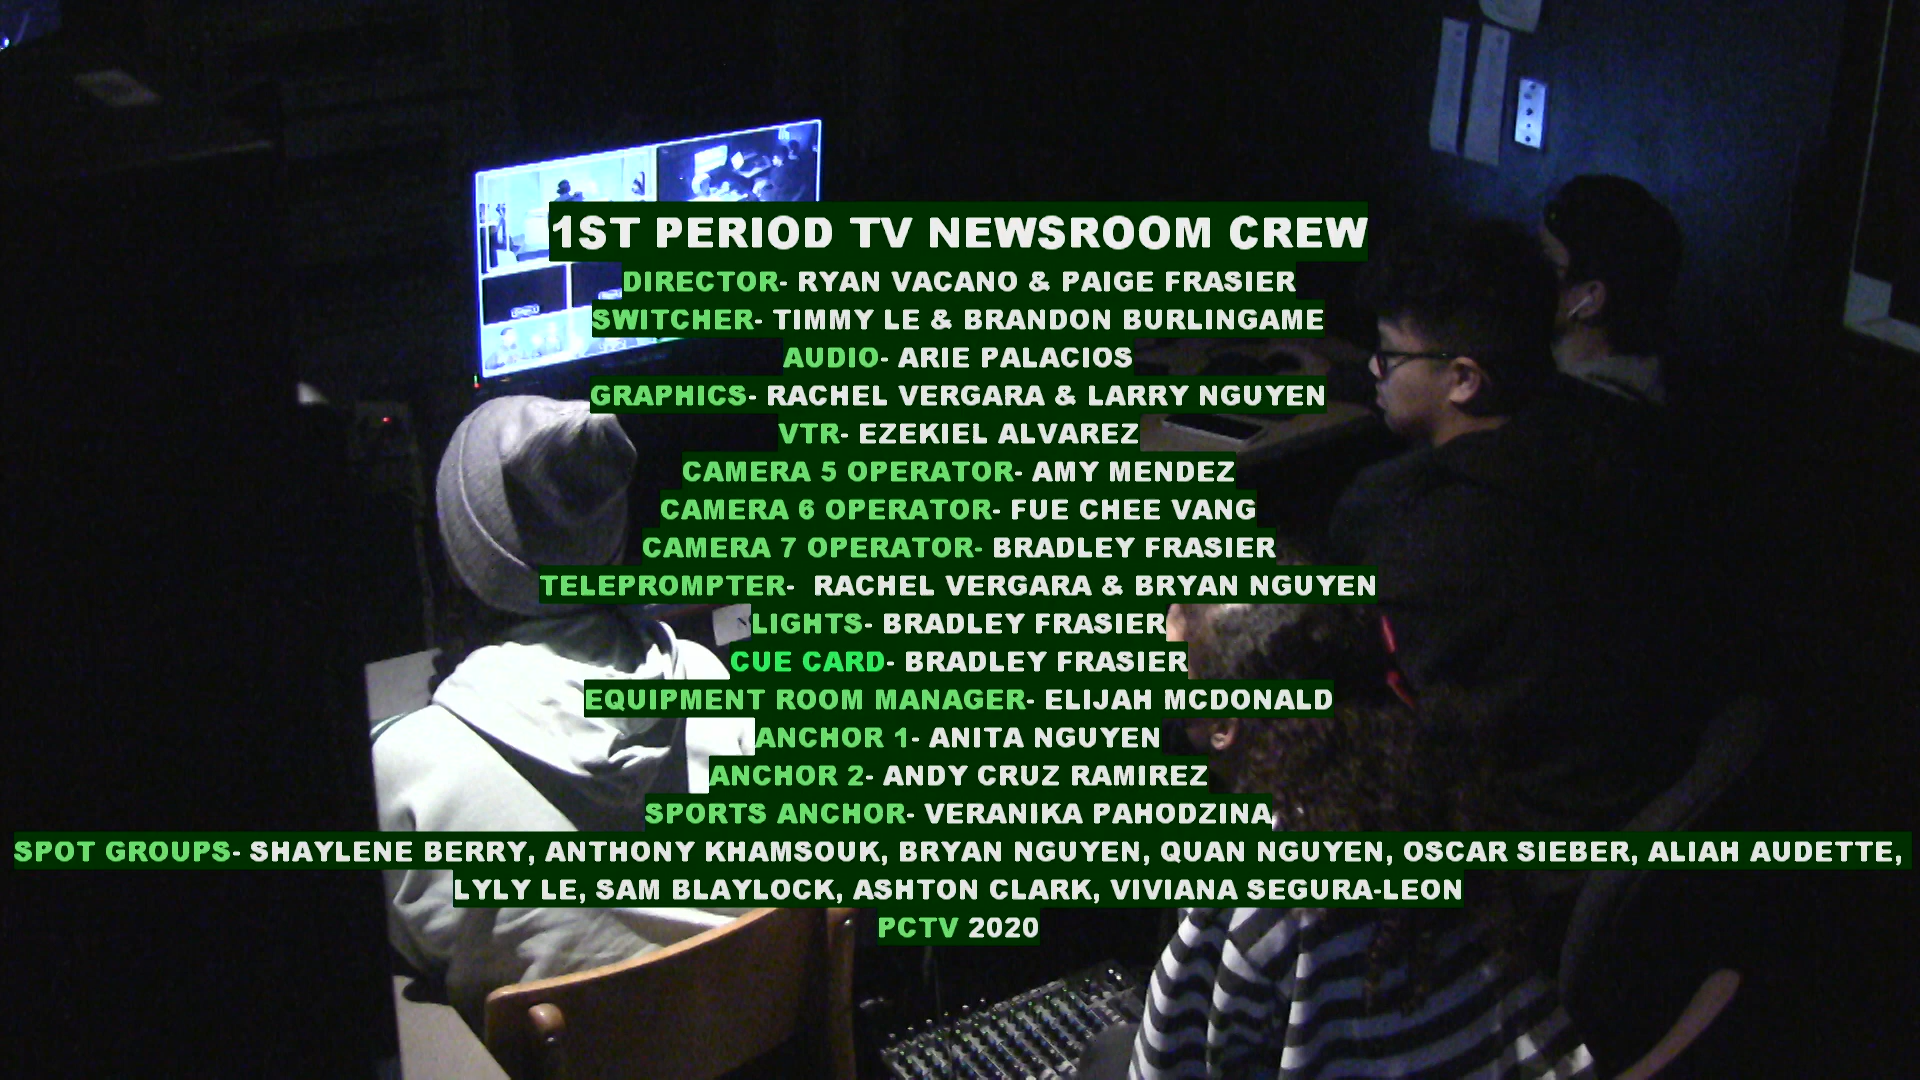 1ST PERIOD TV NEWSROOM CREW
DIRECTOR- RYAN VACANO & PAIGE FRASIER
SWITCHER- TIMMY LE & BRANDON BURLINGAME
AUDIO- ARIE PALACIOS
GRAPHICS- RACHEL VERGARA & LARRY NGUYEN
VTR- EZEKIEL ALVAREZ
CAMERA 5 OPERATOR- AMY MENDEZ
CAMERA 6 OPERATOR- FUE CHEE VANG
CAMERA 7 OPERATOR- BRADLEY FRASIER
TELEPROMPTER-  RACHEL VERGARA & BRYAN NGUYEN
LIGHTS- BRADLEY FRASIER
CUE CARD- BRADLEY FRASIER
EQUIPMENT ROOM MANAGER- ELIJAH MCDONALD
ANCHOR 1- ANITA NGUYEN
ANCHOR 2- ANDY CRUZ RAMIREZ
SPORTS ANCHOR- VERANIKA PAHODZINA
SPOT GROUPS- SHAYLENE BERRY, ANTHONY KHAMSOUK, BRYAN NGUYEN, QUAN NGUYEN, OSCAR SIEBER, ALIAH AUDETTE,
LYLY LE, SAM BLAYLOCK, ASHTON CLARK, VIVIANA SEGURA-LEON
PCTV 2020